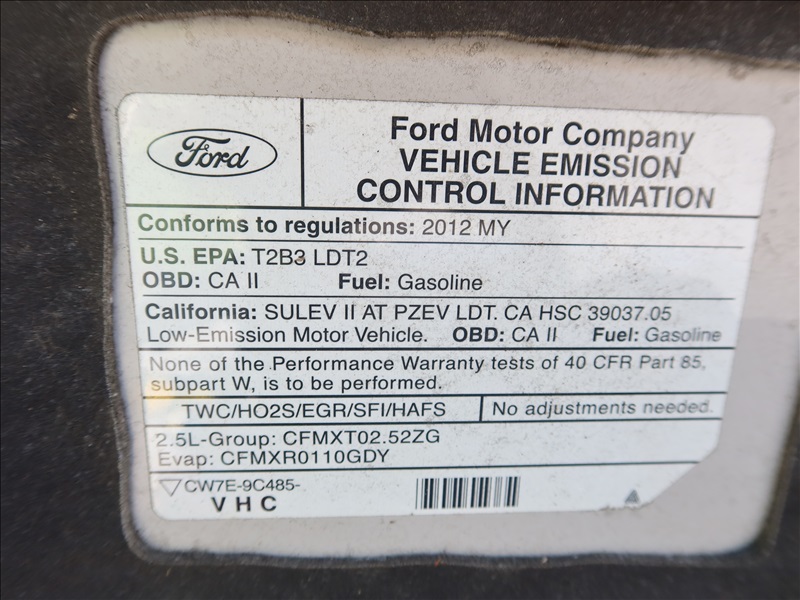 Ford
Ford Motor Company
VEHICLE EMISSION
CONTROL INFORMATION
Conforms to regulations: 2012 MY
U.S. EPA: T2B3 LDT2
OBD: CA II Fuel: Gasoline
California: SULEV II AT PZEV LDT. CA HSC 39037.05
Low-Emission Motor Vehicle. OBD: CA II Fuel: Gasoline
None of the Performance Warranty tests of 40 CFR Part 85,
subpart W, is to be performed.
TWC/HO2S/EGR/SFI/HAFS No adjustments needed.
2.5L-Group: CFMXT02.52ZG
Evap: CFMXR0110GDY
CW7E-9C485-
VHC